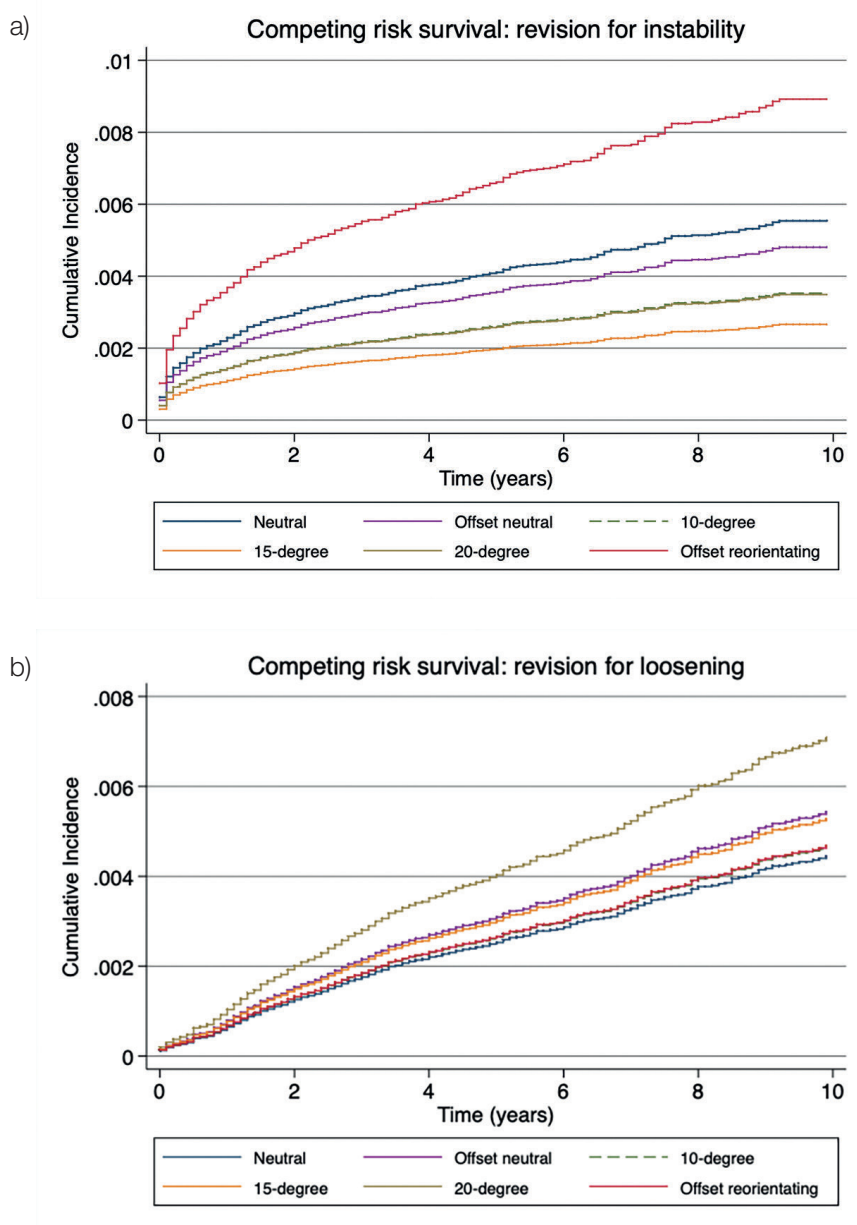 a)
Competing risk survival: revision for instability
.01
.008
.006
.004
.002
0
Cumulative Incidence
0 2 4 6 8 10
Time (years)
Neutral Offset neutral 10-degree
15-degree 20-degree Offset reorientating
b)
Competing risk survival: revision for loosening
.008
.006
.004
.002
0
Cumulative Incidence
0 2 4 6 8 10
Time (years)
Neutral Offset neutral 10-degree
15-degree 20-degree Offset reorientating